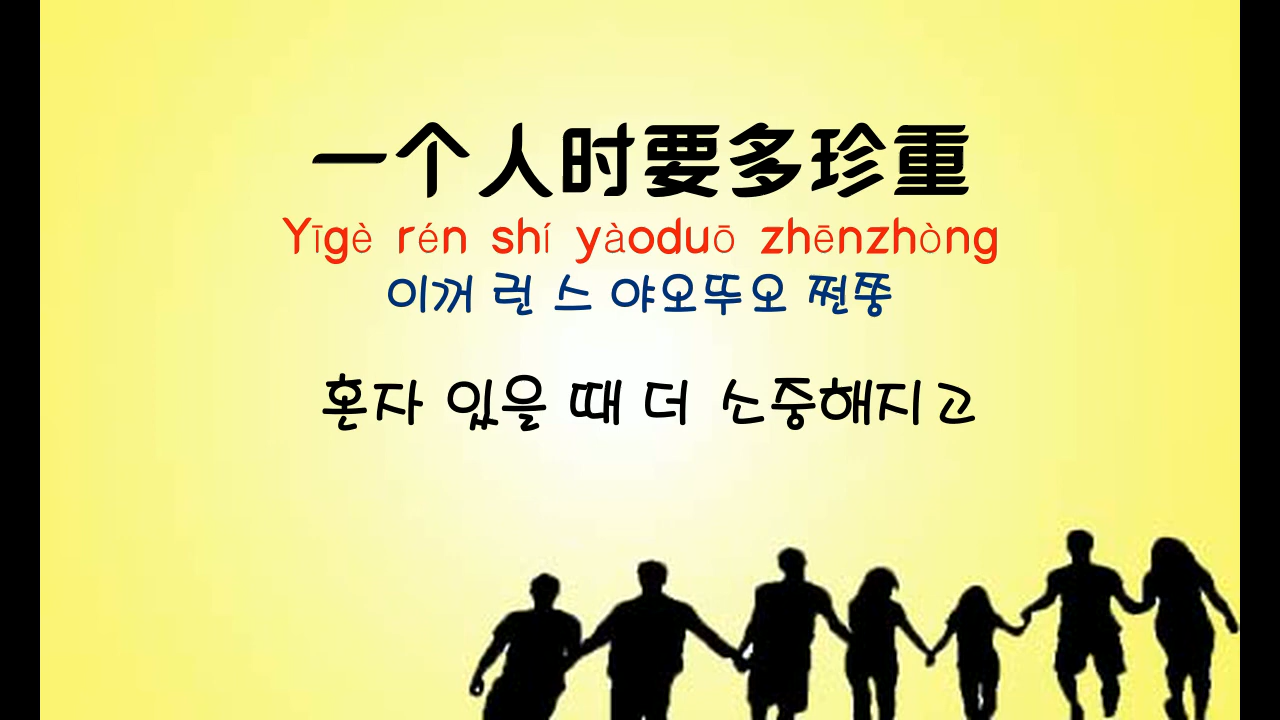 一个人时要多珍重
Yīgè rén shí yàoduō zhēnzhòng
이꺼 런 스 야오뚜오 쩐쭝
혼자 있을 때 더 소중해지고